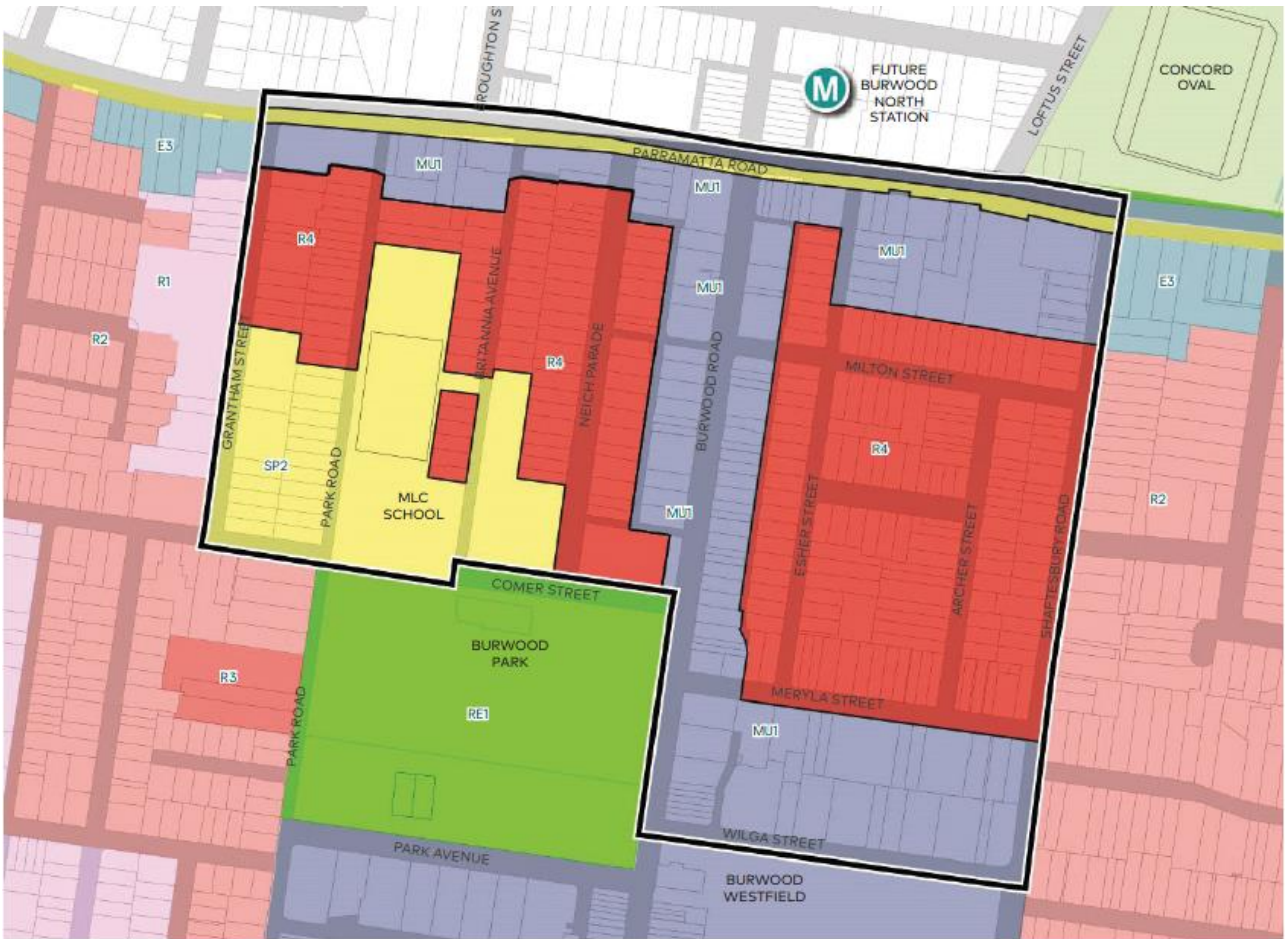 ROUGHTON S
LOFTUS STREET
CONCORD
OVAL
M
FUTURE
BURWOOD
NORTH
STATION
E3
MU1
PARRAMATTA ROAD
MU1
R4
MU1
E3
R1
MU1
R2
GRANTHAM STREET
BRITANNIA AVENUE
R4
NEICH PARADE
BURWOOD ROAD
MILTON STREET
R4
SP2
PARK ROAD
MLC
SCHOOL
MU1
ESHER STREET
ARCHER STREET
SHAFTESBURY ROAD
R2
COMER STREET
BURWOOD
PARK
R3
PARK ROAD
RE1
MERYLA STREET
MU1
WILGA STREET
PARK AVENUE
BURWOOD
WESTFIELD